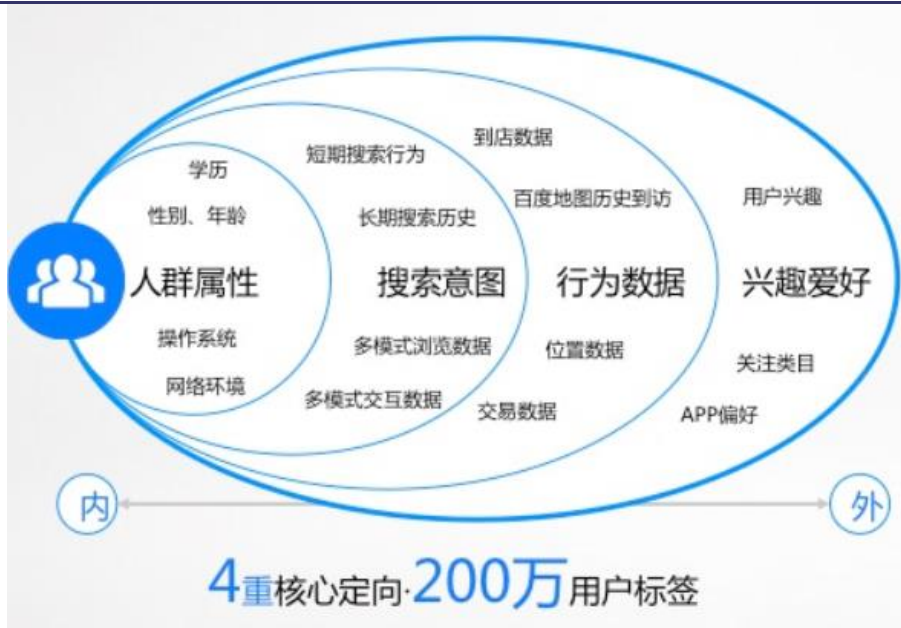 学历
性别、年龄
人群属性
操作系统
网络环境
短期搜索行为
长期搜索历史
搜索意图
多模式浏览数据
多模式交互数据
到店数据
百度地图历史到访
行为数据
位置数据
交易数据
用户兴趣
兴趣爱好
关注类目
APP偏好
内
外
4重核心定向·200万用户标签